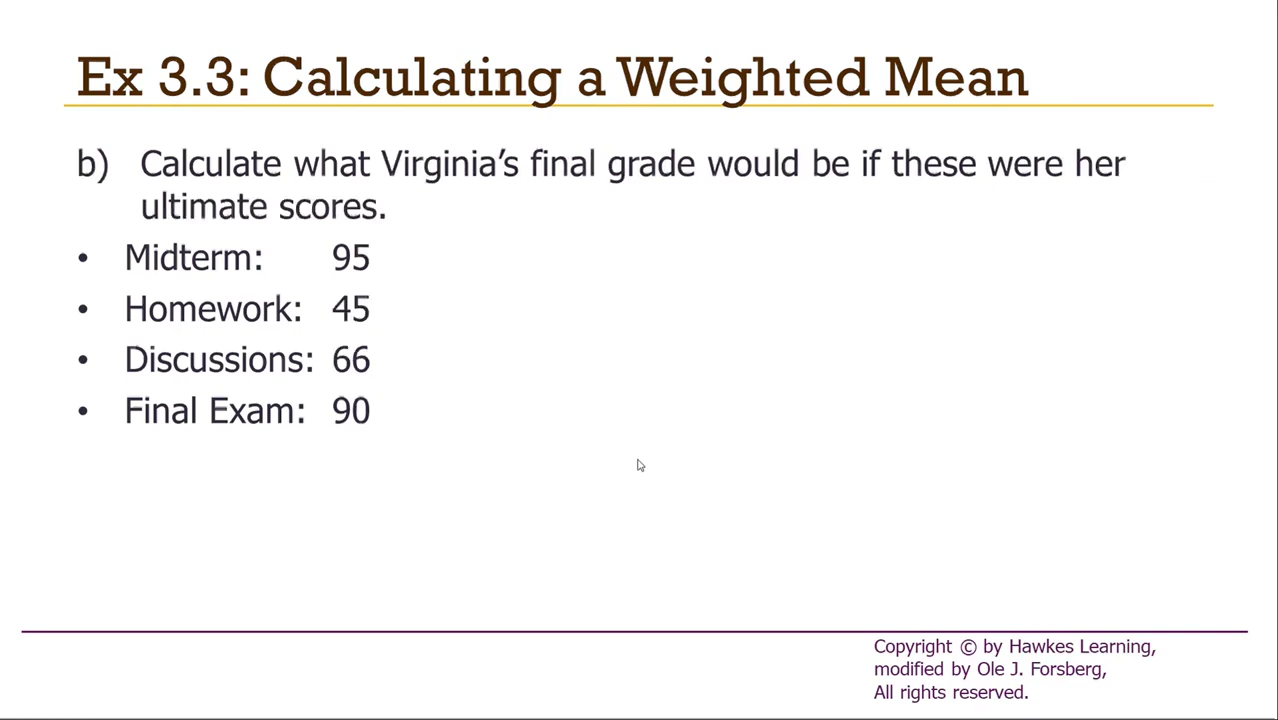 Ex 3.3: Calculating a Weighted Mean
b) Calculate what Virginia’s final grade would be if these were her
ultimate scores.
• Midterm: 95
• Homework: 45
• Discussions: 66
• Final Exam: 90
Copyright © by Hawkes Learning,
modified by Ole J. Forsberg,
All rights reserved.